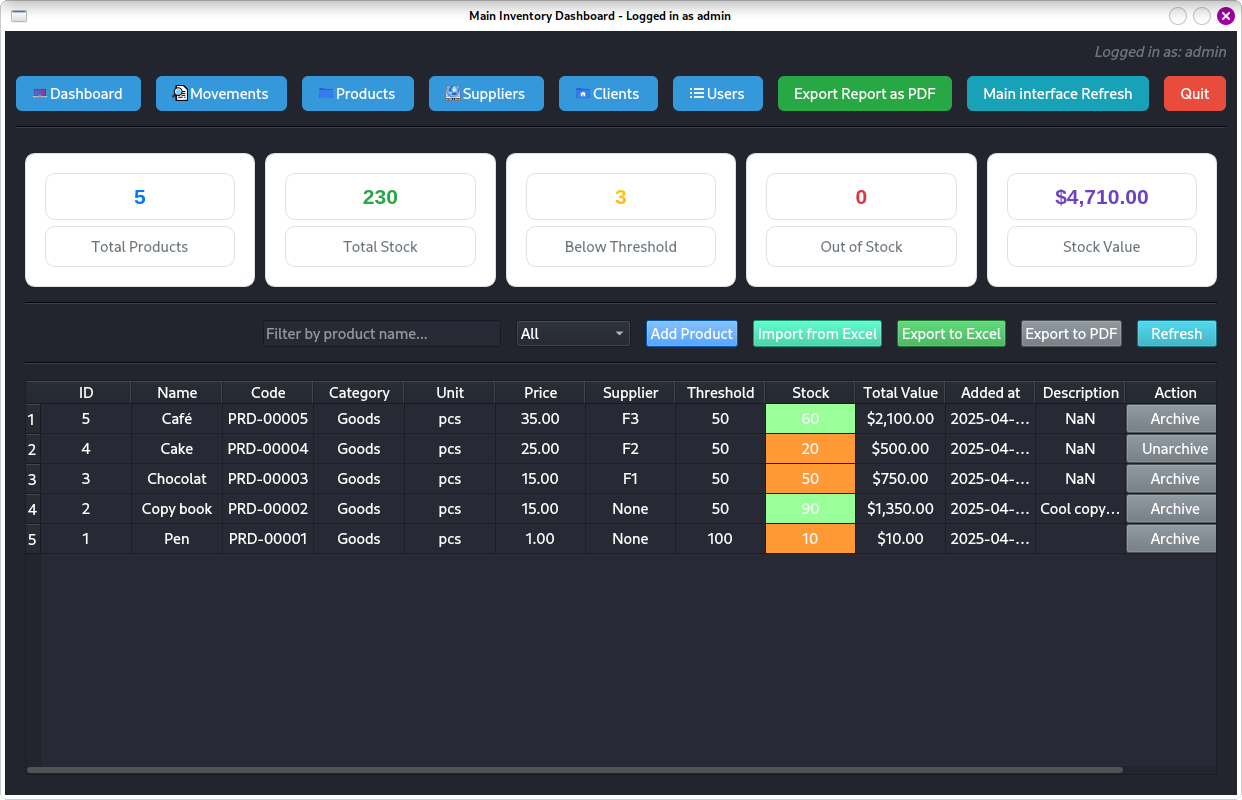 Main Inventory Dashboard - Logged in as admin
Logged in as: admin
Dashboard Movements Products Suppliers Clients Users Export Report as PDF Main interface Refresh Quit
5 230 3 0 $4,710.00
Total Products Total Stock Below Threshold Out of Stock Stock Value
Filter by product name... All Add Product Import from Excel Export to Excel Export to PDF Refresh
ID Name Code Category Unit Price Supplier Threshold Stock Total Value Added at Description Action
1 5 Café PRD-00005 Goods pcs 35.00 F3 50 60 $2,100.00 2025-04-... NaN Archive
2 4 Cake PRD-00004 Goods pcs 25.00 F2 50 20 $500.00 2025-04-... NaN Unarchive
3 3 Chocolat PRD-00003 Goods pcs 15.00 F1 50 50 $750.00 2025-04-... NaN Archive
4 2 Copy book PRD-00002 Goods pcs 15.00 None 50 90 $1,350.00 2025-04-... Cool copy... Archive
5 1 Pen PRD-00001 Goods pcs 1.00 None 100 10 $10.00 2025-04-... Archive